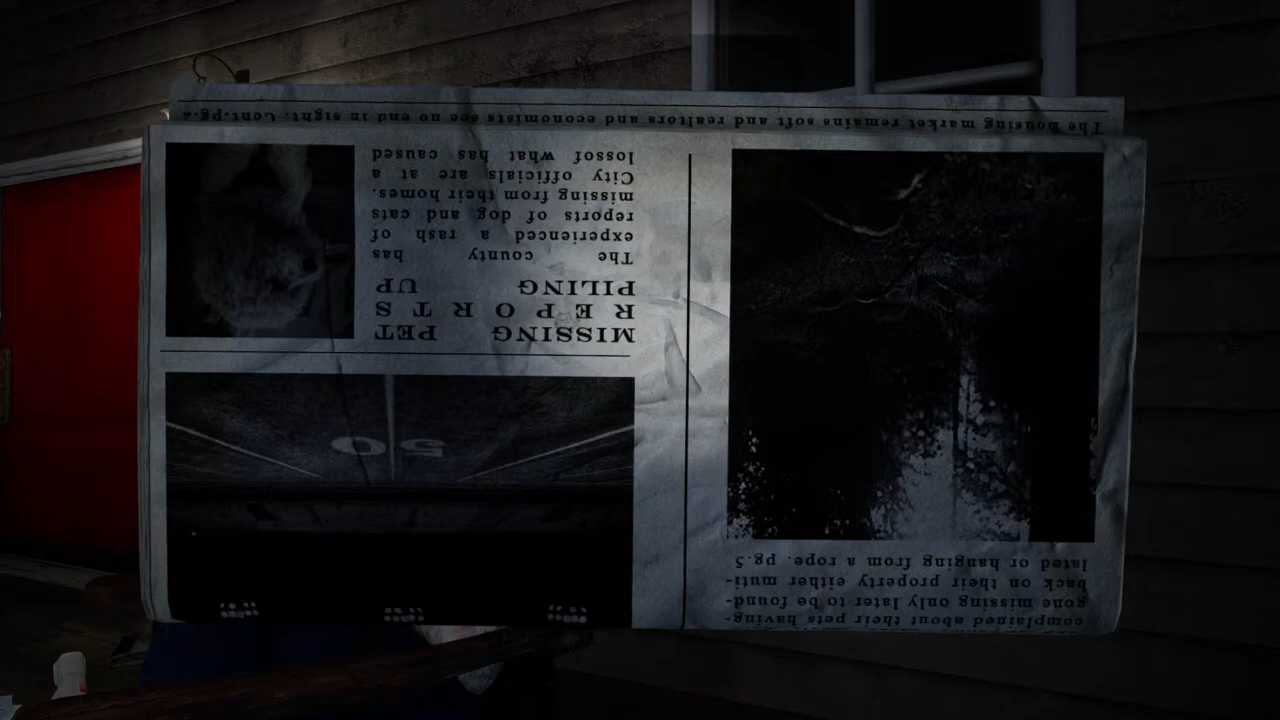 complained about their pets having-
gone missing only later to be found-
back on their property either muti-
lated or hanging from a rope. pg.5
50
MISSING PET
REPORTS
PILING UP
The county has
experienced a rash of
reports of dog and cats
missing from their homes.
City officials are at a
lossof what has caused
The housing market remains soft and realtors and economists see no end in sight. Cont.pg.